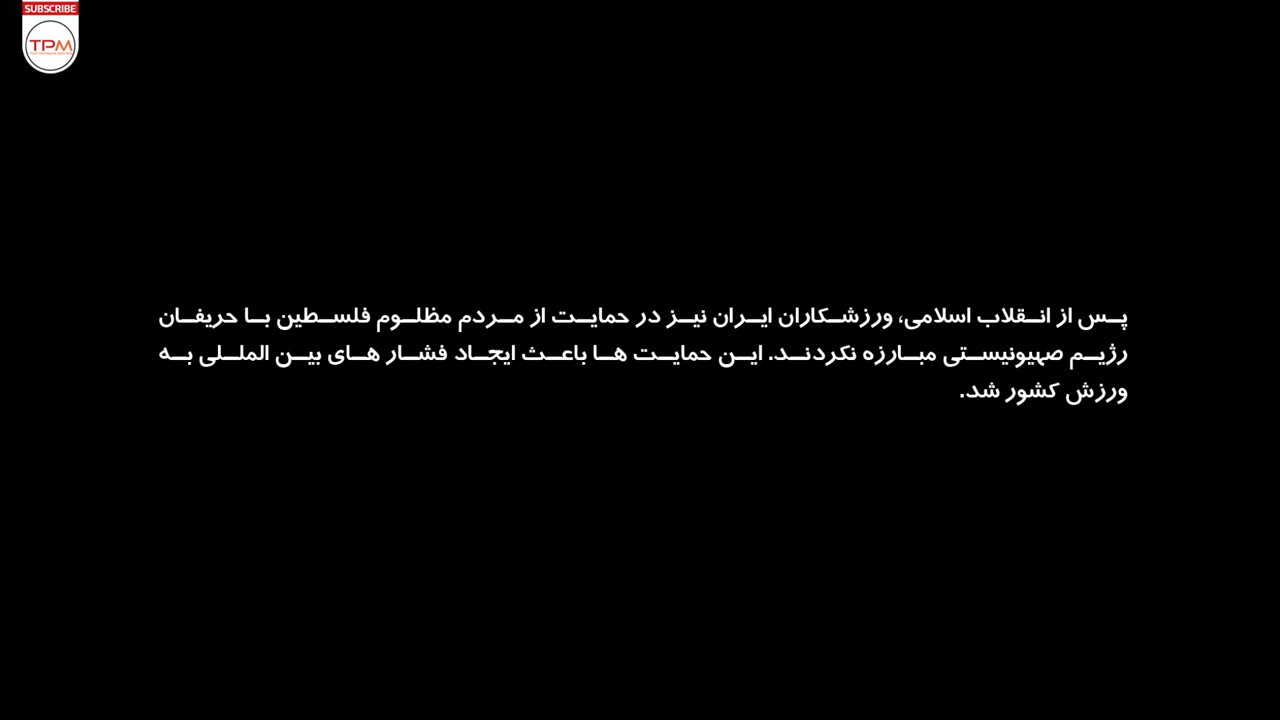 SUBSCRIBE
TPM
پس از انقلاب اسلامی، ورزشکاران ایران نیز در حمایت از مردم مظلوم فلسطین با حریفان
رژیم صهیونیستی مبارزه نکردند. این حمایت ها باعث ایجاد فشار های بین المللی به
ورزش کشور شد.